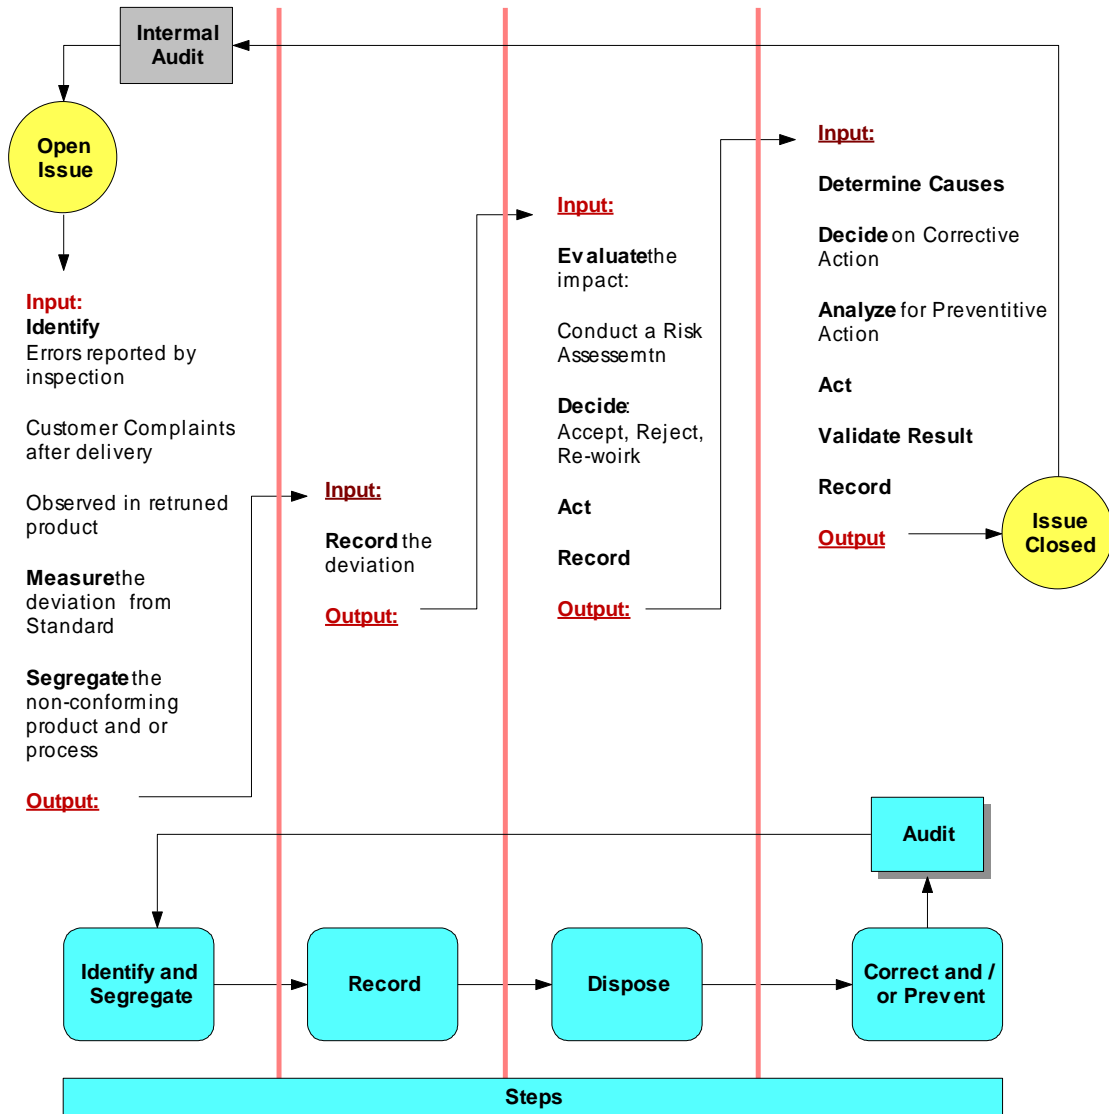 Intermal
Audit
Open
Issue
Input:
Identify
Errors reported by
inspection
Customer Complaints
after delivery
Observed in retruned
product
Measure the
deviation from
Standard
Segregate the
non-conforming
product and or
process
Output:
Input:
Record the
deviation
Output:
Input:
Evaluate the
impact:
Conduct a Risk
Assessemtn
Decide:
Accept, Reject,
Re-woirk
Act
Record
Output:
Input:
Determine Causes
Decide on Corrective
Action
Analyze for Preventitive
Action
Act
Validate Result
Record
Output
Issue
Closed
Audit
Identify and
Segregate
Record
Dispose
Correct and /
or Prevent
Steps